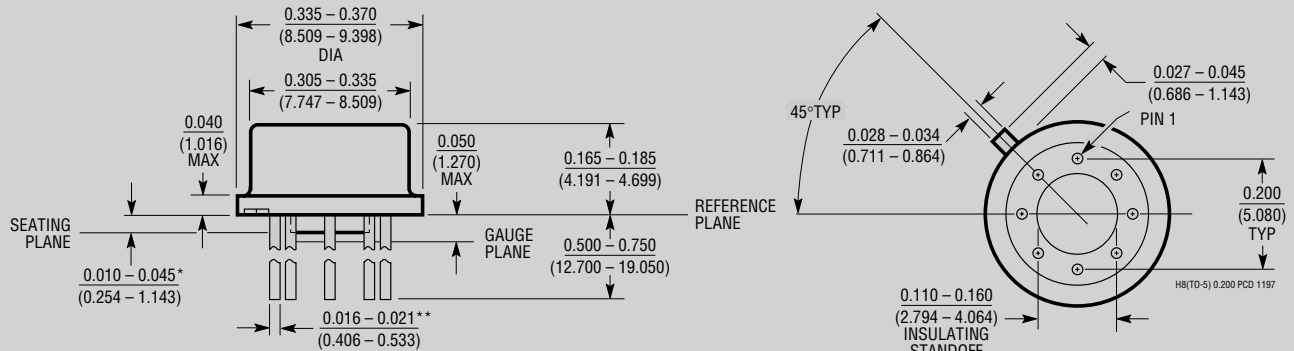 0.335 – 0.370
(8.509 – 9.398)
DIA
0.305 – 0.335
(7.747 – 8.509)
0.040
(1.016)
MAX
0.050
(1.270)
MAX
0.165 – 0.185
(4.191 – 4.699)
SEATING
PLANE
GAUGE
PLANE
REFERENCE
PLANE
0.500 – 0.750
(12.700 – 19.050)
0.010 – 0.045*
(0.254 – 1.143)
0.016 – 0.021**
(0.406 – 0.533)
45°TYP
0.028 – 0.034
(0.711 – 0.864)
0.027 – 0.045
(0.686 – 1.143)
PIN 1
0.200
(5.080)
TYP
0.110 – 0.160
(2.794 – 4.064)
INSULATING
STANDOFF
H8(TO-5) 0.200 PCD 1197